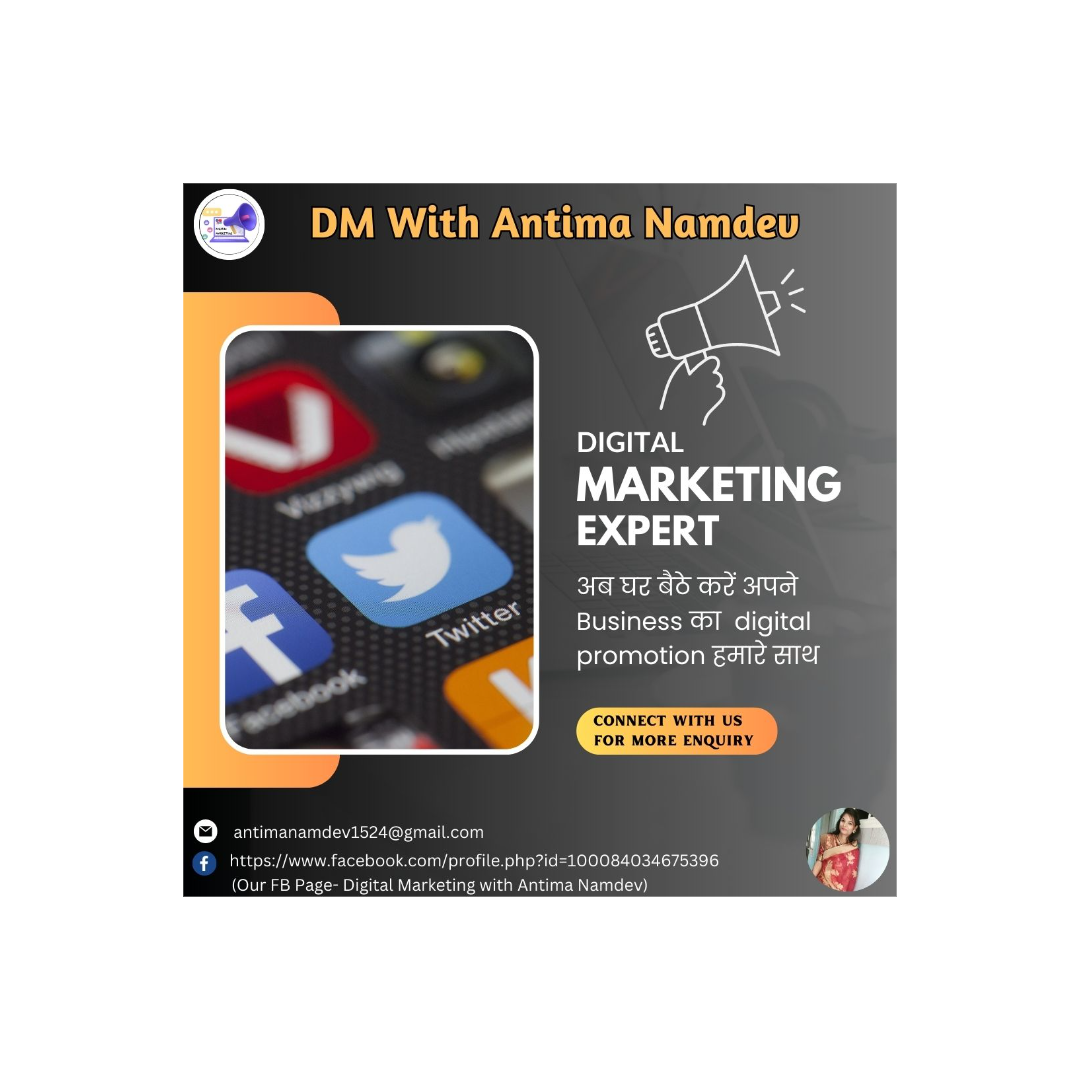 DM With Antima Namdev
Vizzywig
Twitter
Facebook
DIGITAL
MARKETING
EXPERT
अब घर बैठे करें अपने
Business का digital
promotion हमारे साथ
CONNECT WITH US
FOR MORE ENQUIRY
antimanamdev1524@gmail.com
https://www.facebook.com/profile.php?id=100084034675396
(Our FB Page- Digital Marketing with Antima Namdev)